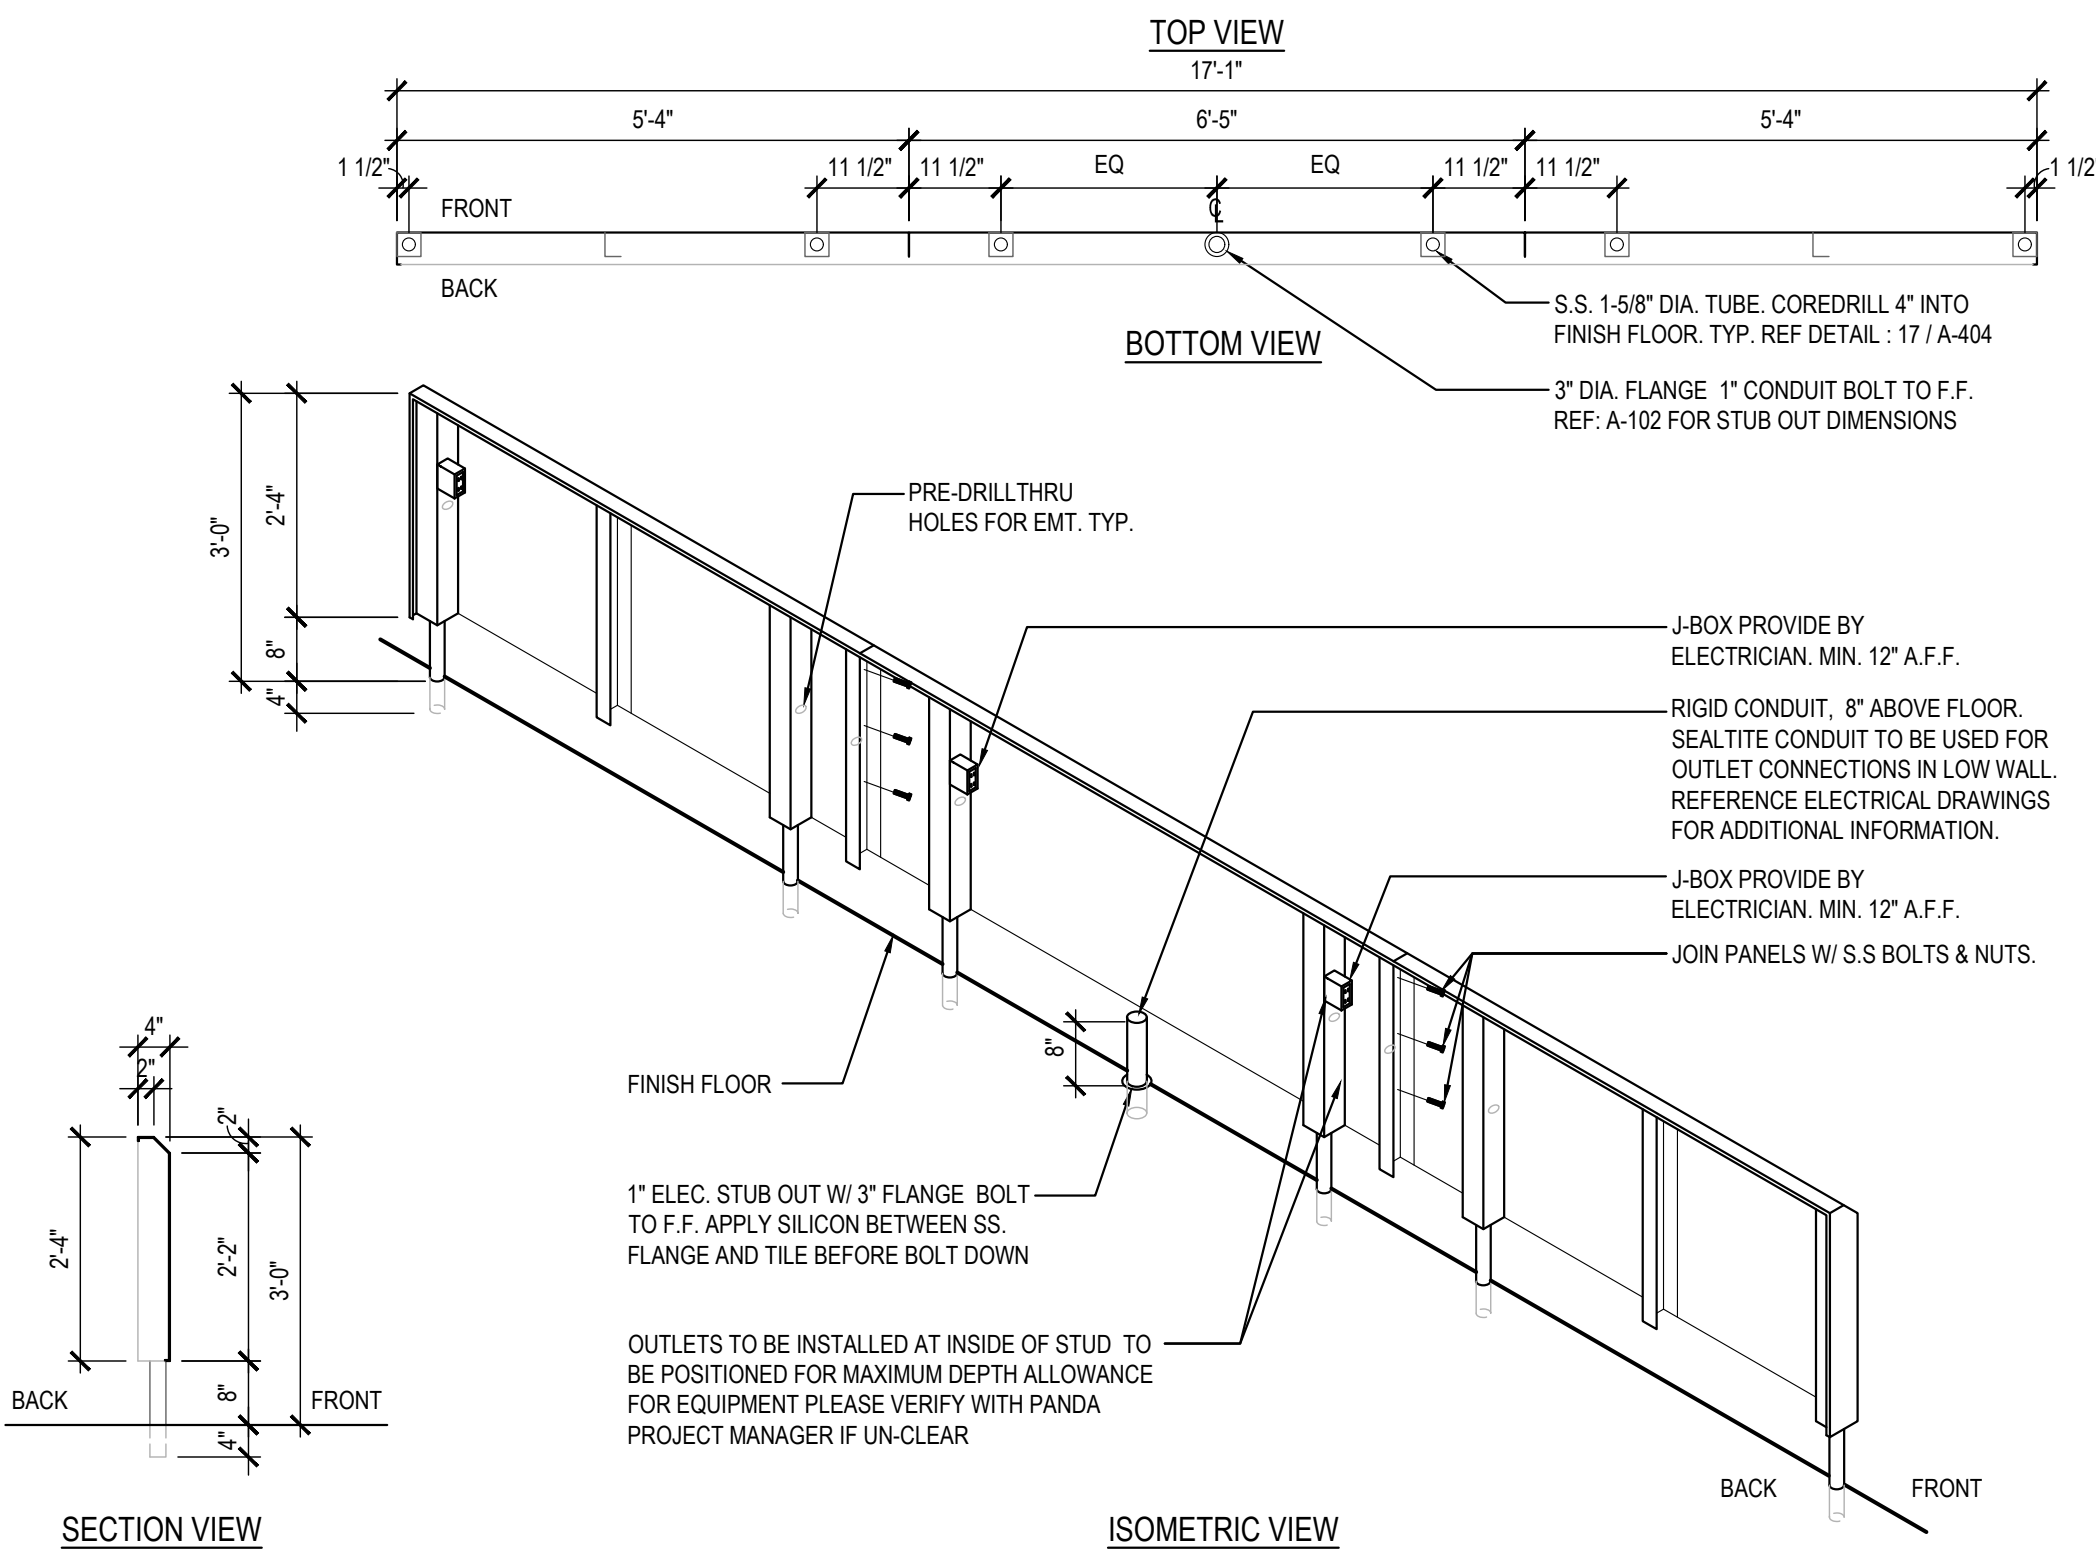 TOP VIEW
17'-1"
5'-4"
6'-5"
5'-4"
1 1/2"
11 1/2"
11 1/2"
EQ
EQ
11 1/2"
11 1/2"
1 1/2
FRONT
℄
BACK
S.S. 1-5/8" DIA. TUBE. COREDRILL 4" INTO
FINISH FLOOR. TYP. REF DETAIL : 17 / A-404
BOTTOM VIEW
3" DIA. FLANGE 1" CONDUIT BOLT TO F.F.
REF: A-102 FOR STUB OUT DIMENSIONS
3'-0"
2'-4"
8"
4"
PRE-DRILLTHRU
HOLES FOR EMT. TYP.
J-BOX PROVIDE BY
ELECTRICIAN. MIN. 12" A.F.F.
RIGID CONDUIT, 8" ABOVE FLOOR.
SEALTITE CONDUIT TO BE USED FOR
OUTLET CONNECTIONS IN LOW WALL.
REFERENCE ELECTRICAL DRAWINGS
FOR ADDITIONAL INFORMATION.
J-BOX PROVIDE BY
ELECTRICIAN. MIN. 12" A.F.F.
JOIN PANELS W/ S.S BOLTS & NUTS.
8"
FINISH FLOOR
1" ELEC. STUB OUT W/ 3" FLANGE BOLT
TO F.F. APPLY SILICON BETWEEN SS.
FLANGE AND TILE BEFORE BOLT DOWN
OUTLETS TO BE INSTALLED AT INSIDE OF STUD TO
BE POSITIONED FOR MAXIMUM DEPTH ALLOWANCE
FOR EQUIPMENT PLEASE VERIFY WITH PANDA
PROJECT MANAGER IF UN-CLEAR
BACK
FRONT
ISOMETRIC VIEW
4"
2"
2"
2'-4"
2'-2"
3'-0"
8"
4"
BACK
FRONT
SECTION VIEW